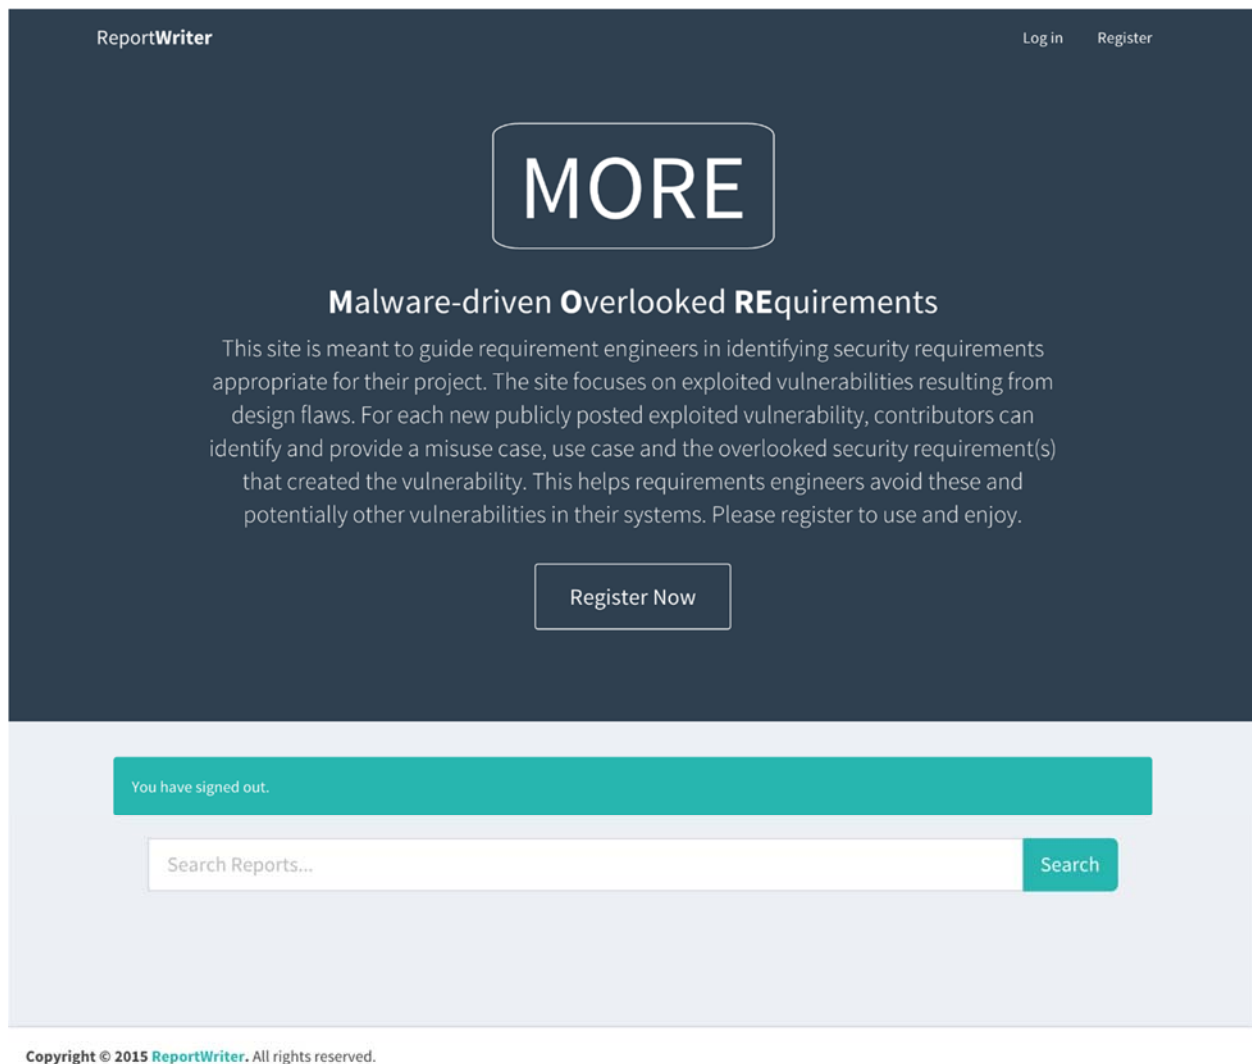 ReportWriter
Log in Register
MORE
Malware-driven Overlooked REquirements
This site is meant to guide requirement engineers in identifying security requirements
appropriate for their project. The site focuses on exploited vulnerabilities resulting from
design flaws. For each new publicly posted exploited vulnerability, contributors can
identify and provide a misuse case, use case and the overlooked security requirement(s)
that created the vulnerability. This helps requirements engineers avoid these and
potentially other vulnerabilities in their systems. Please register to use and enjoy.
Register Now
You have signed out.
Search Reports...
Search
Copyright © 2015 ReportWriter. All rights reserved.